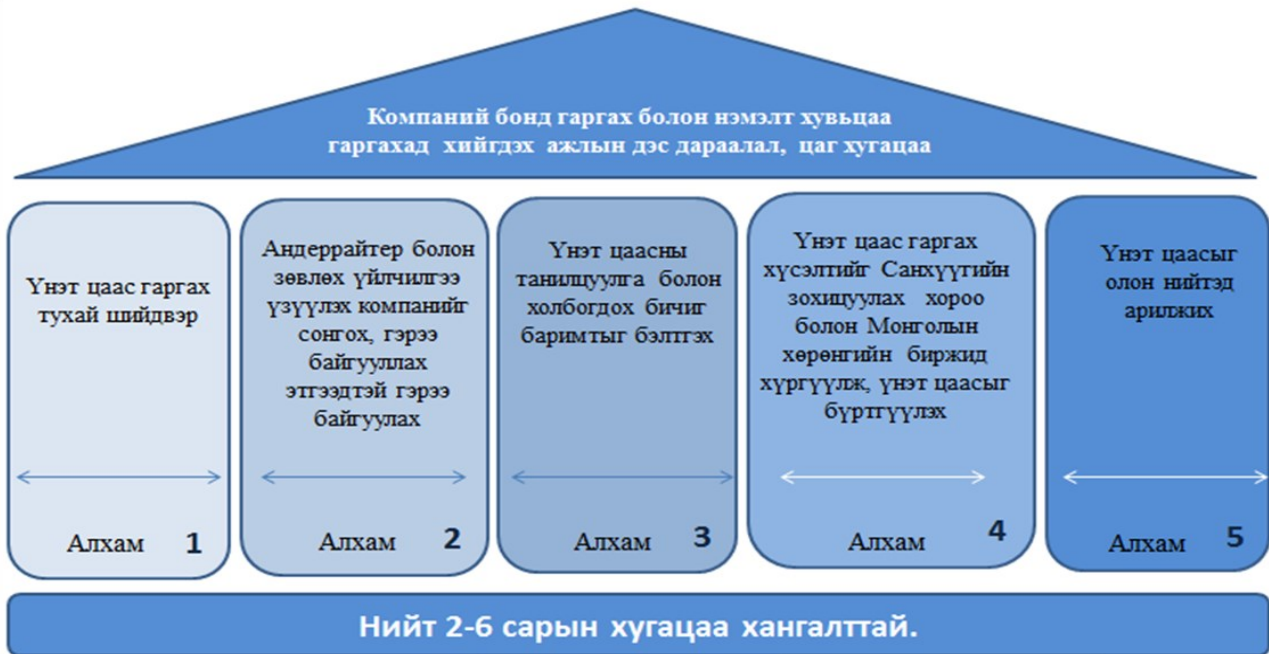 Компаний бонд гаргах болон нэмэлт хувьцаа
гаргахад хийгдэх ажлын дэс дараалал, цаг хугацаа
Үнэт цаас гаргах
тухай шийдвэр
Алхам 1
Андеррайтер болон
зөвлөх үйлчилгээ
үзүүлэх компанийг
сонгох, гэрээ
байгууллах
этгээдтэй гэрээ
байгуулах
Алхам 2
Үнэт цаасны
танилцуулга болон
холбогдох бичиг
баримтыг бэлтгэх
Алхам 3
Үнэт цаас гаргах
хүсэлтийг Санхүүгийн
зохицуулах хороо
болон Монголын
хөрөнгийн биржид
хүргүүлж, үнэт цаасыг
бүртгүүлэх
Алхам 4
Үнэт цаасыг
олон нийтэд
арилжих
Алхам 5
Нийт 2-6 сарын хугацаа хангалттай.